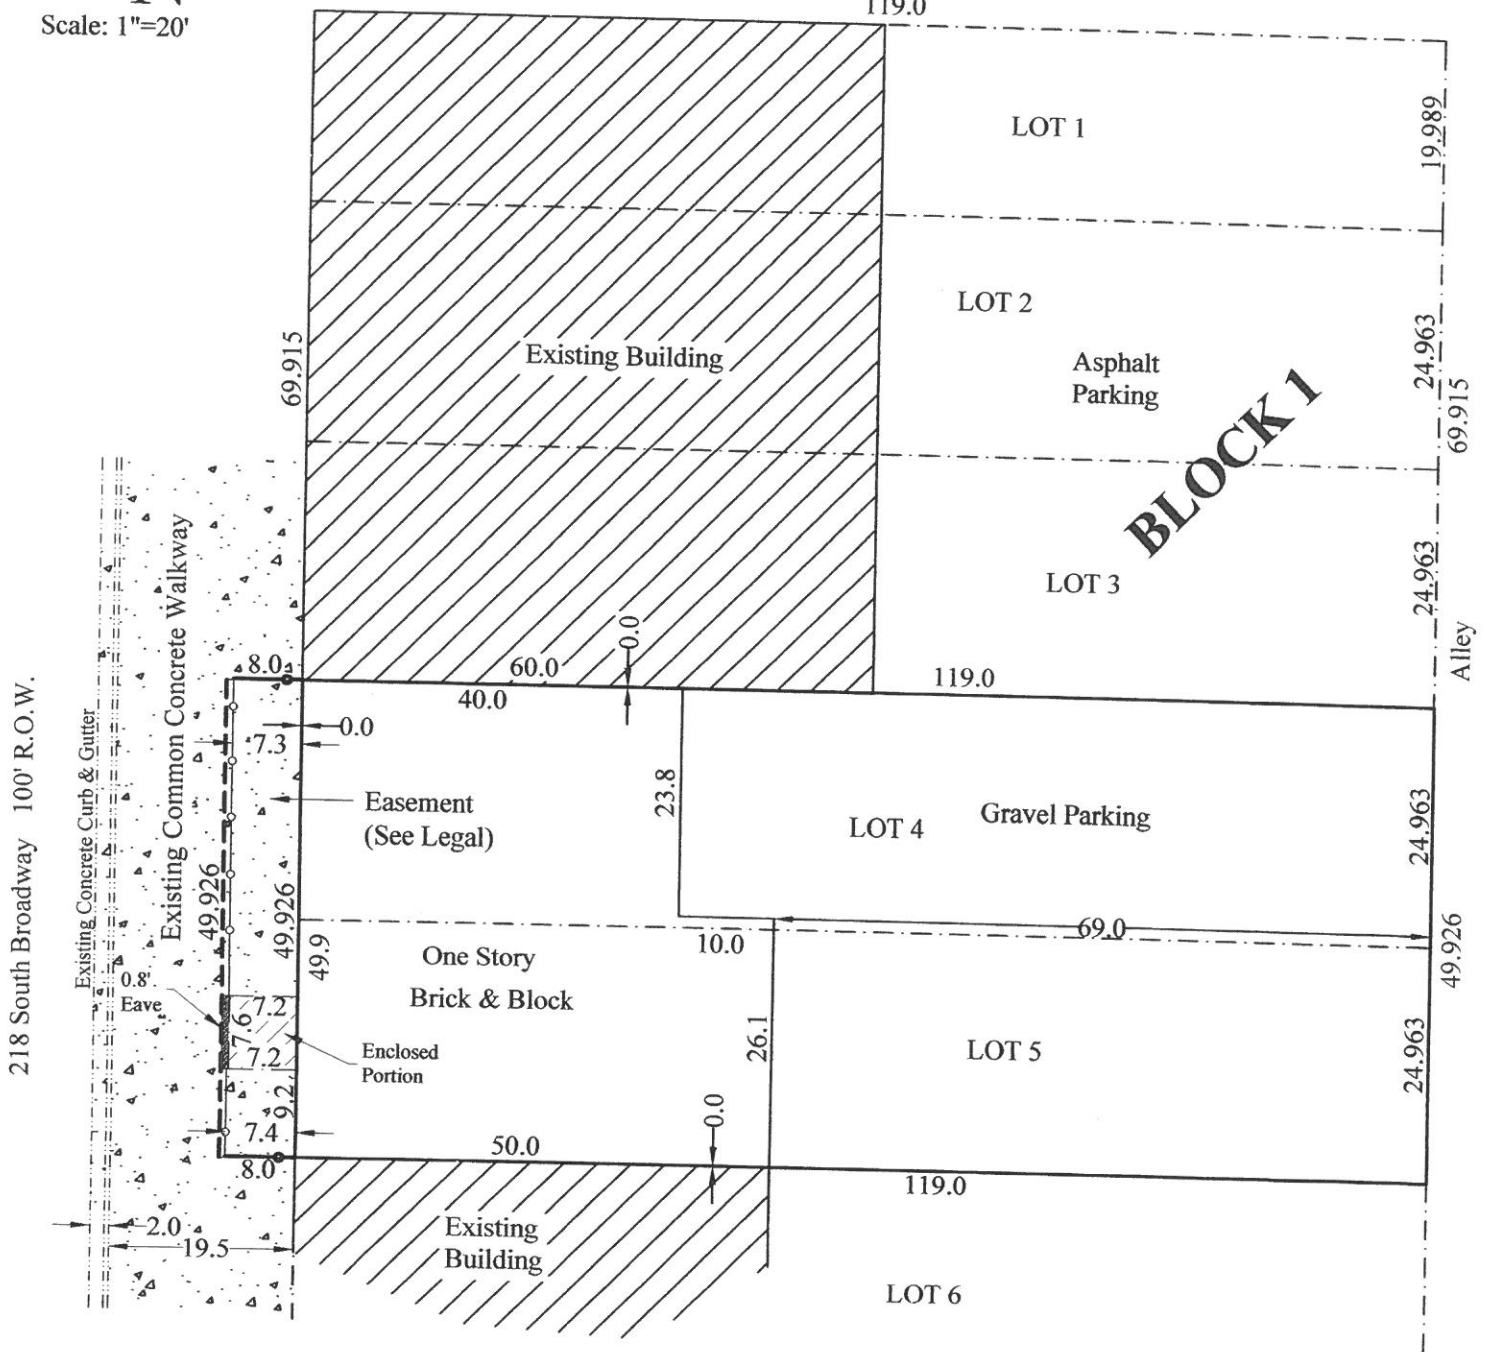 Scale: 1"=20'
119.0
LOT 1
19.989
LOT 2
24.963
Existing Building
Asphalt
Parking
69.915
69.915
BLOCK 1
LOT 3
24.963
Alley
Existing Common Concrete Walkway
Existing Concrete Curb & Gutter
218 South Broadway 100' R.O.W.
8.0
60.0
0.0
119.0
40.0
0.0
7.3
23.8
Easement
(See Legal)
LOT 4
Gravel Parking
24.963
49.926
49.926
49.9
69.0
10.0
49.926
One Story
Brick & Block
0.8'
Eave
7.2
7.6
7.2
Enclosed
Portion
26.1
LOT 5
24.963
9.2
7.4
0.0
50.0
8.0
119.0
2.0
19.5
Existing
Building
LOT 6